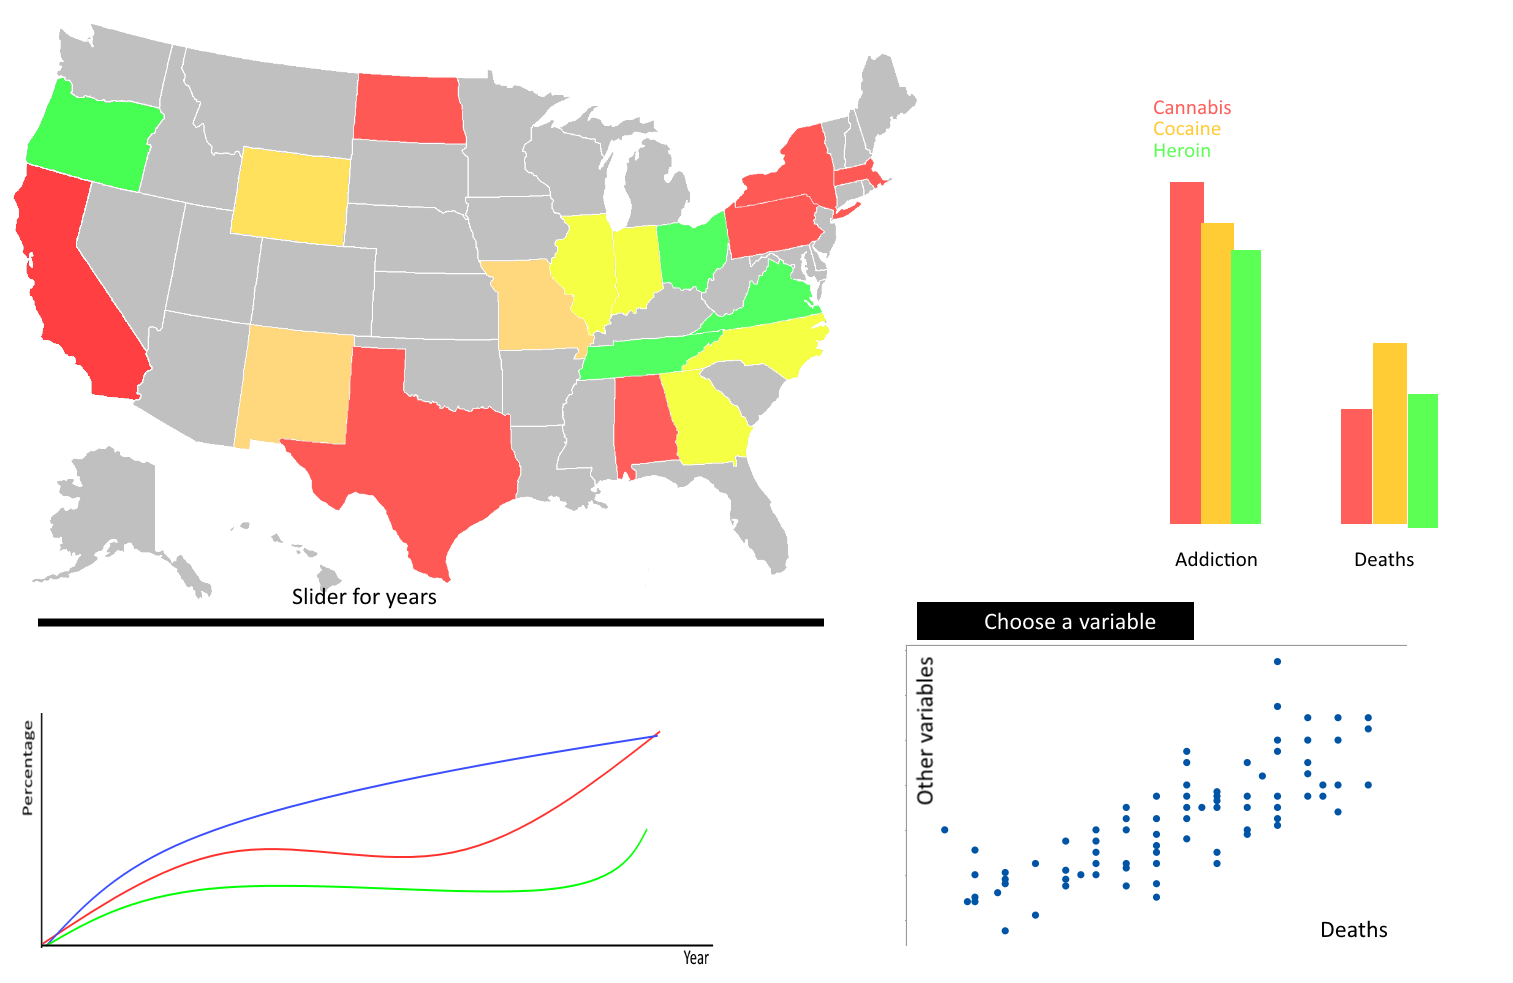 Cannabis
Cocaine
Heroin
Addiction
Deaths
Slider for years
Choose a variable
Percentage
Year
Other variables
Deaths